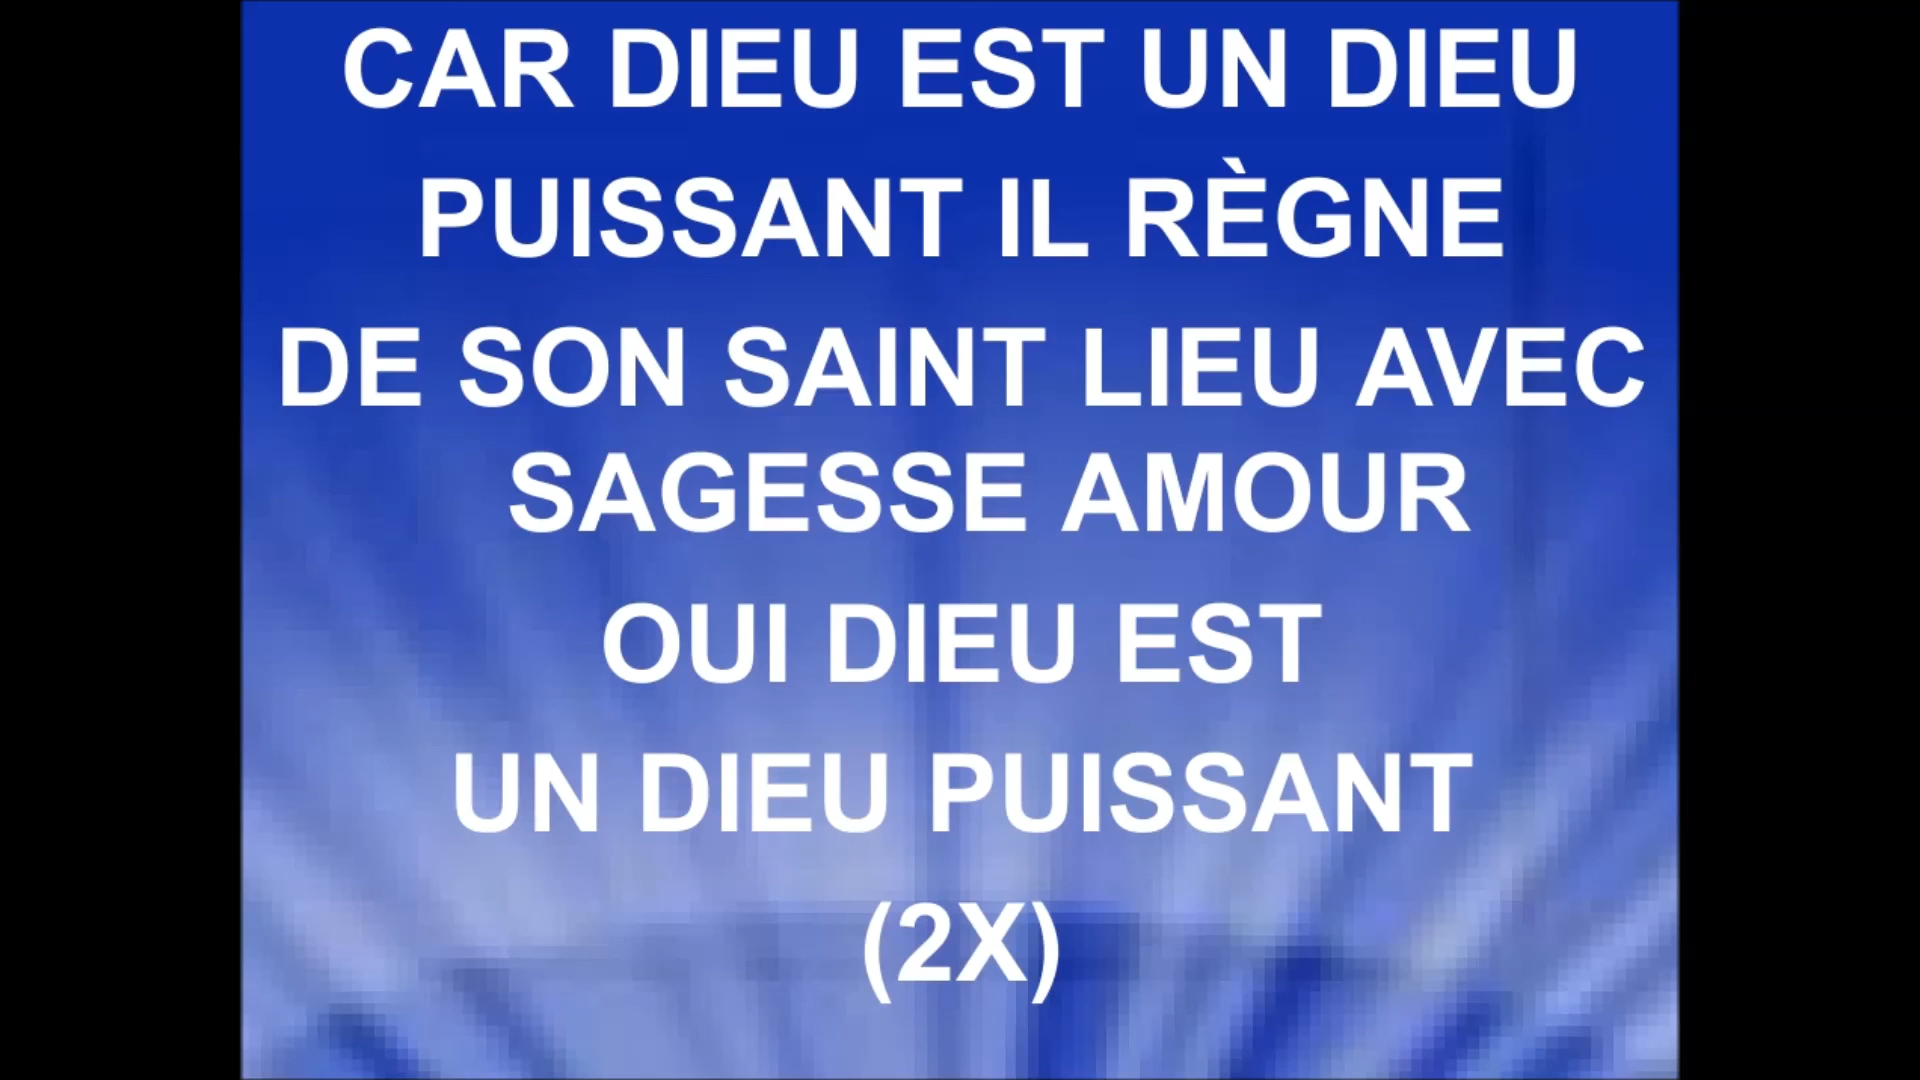 CAR DIEU EST UN DIEU
PUISSANT IL RÈGNE
DE SON SAINT LIEU AVEC
SAGESSE AMOUR
OUI DIEU EST
UN DIEU PUISSANT
(2X)